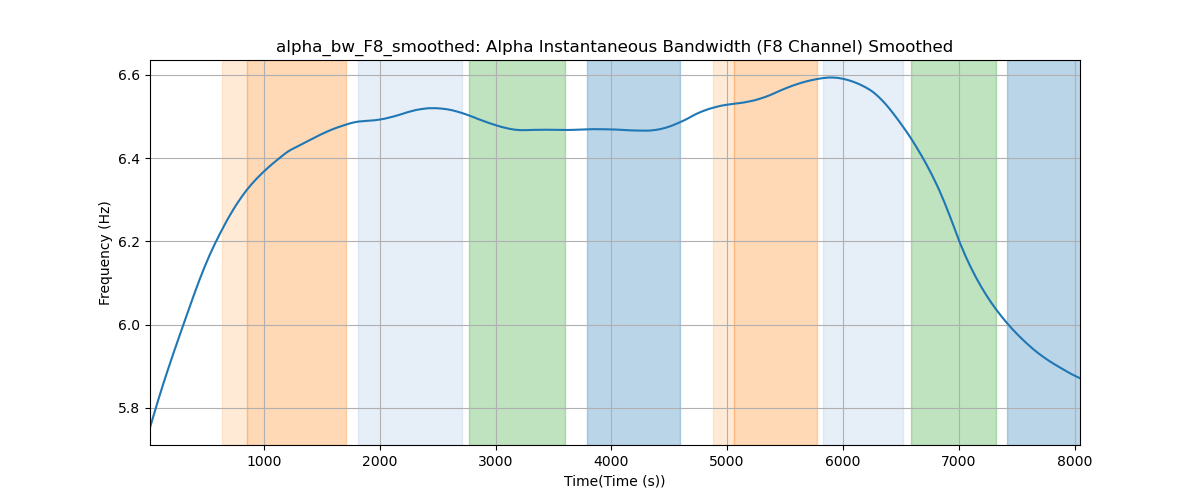 alpha_bw_F8_smoothed: Alpha Instantaneous Bandwidth (F8 Channel) Smoothed
6.6
6.4
6.2
6.0
5.8
Frequency (Hz)
1000 2000 3000 4000 5000 6000 7000 8000
Time(Time (s))